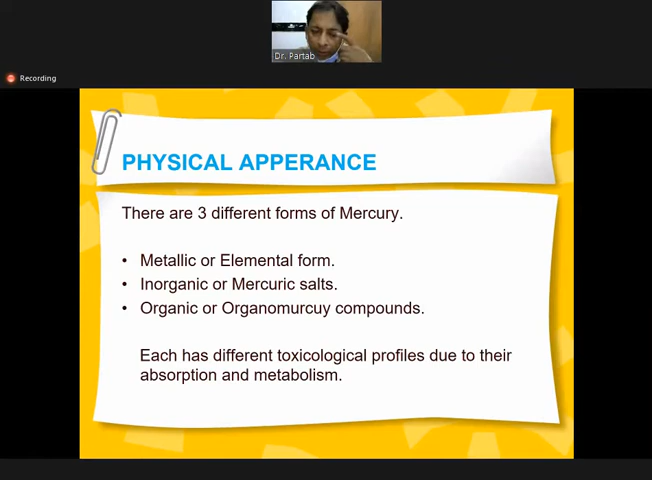 Dr. Partab
Recording
PHYSICAL APPERANCE
There are 3 different forms of Mercury.
• Metallic or Elemental form.
• Inorganic or Mercuric salts.
• Organic or Organomurcuy compounds.
Each has different toxicological profiles due to their
absorption and metabolism.